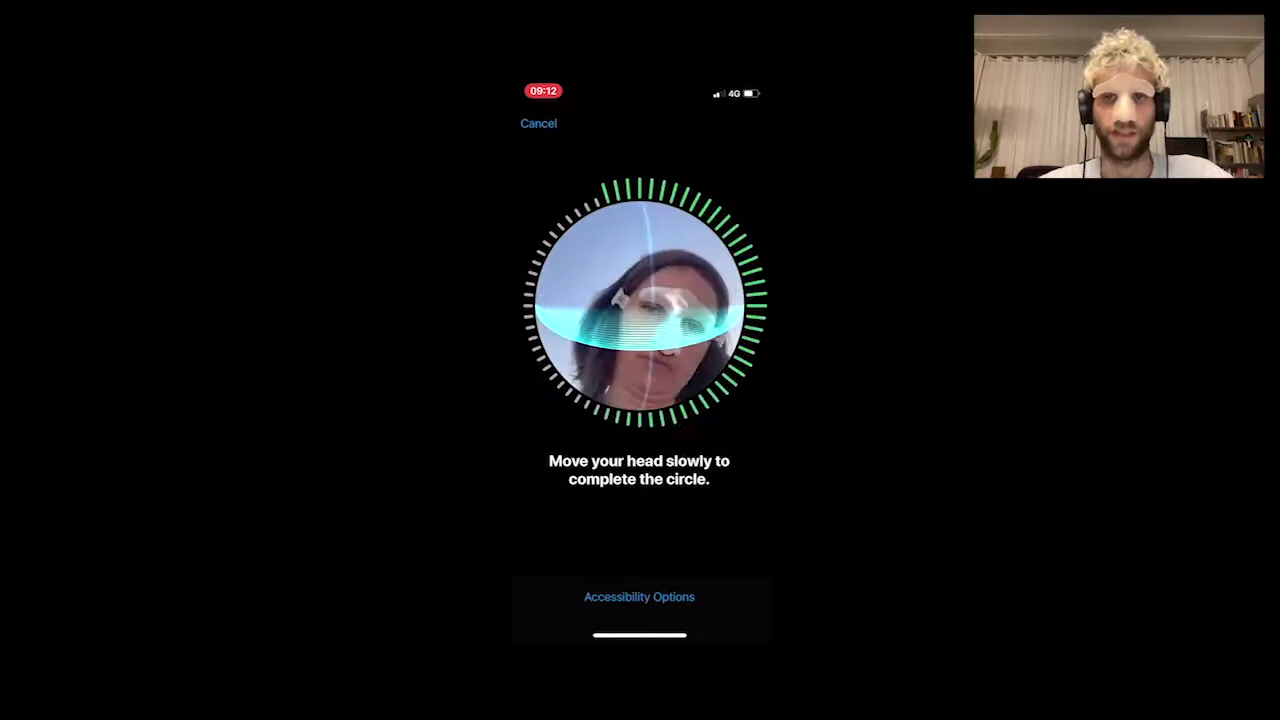 09:12
4G
Cancel
Move your head slowly to
complete the circle.
Accessibility Options